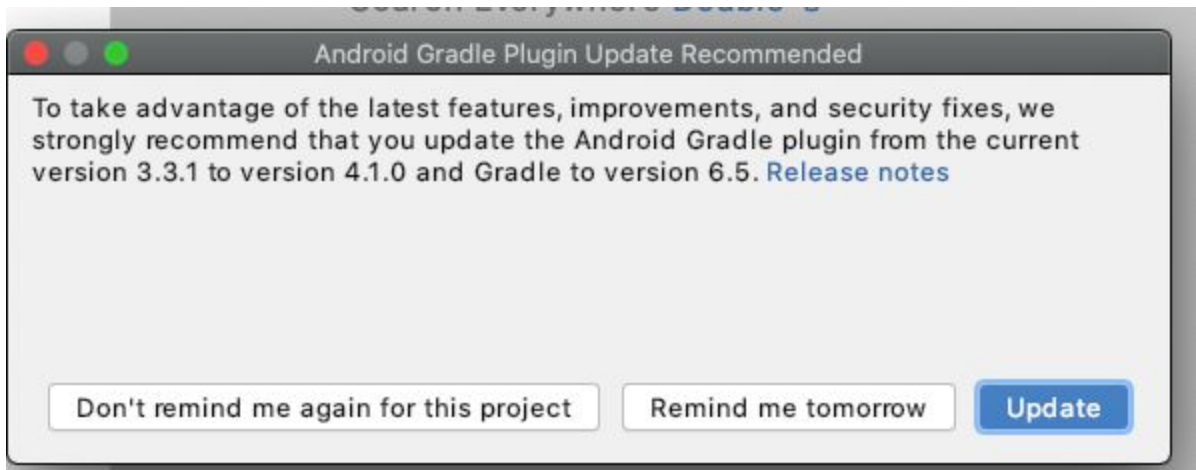 Search Everywhere Double
Android Gradle Plugin Update Recommended
To take advantage of the latest features, improvements, and security fixes, we
strongly recommend that you update the Android Gradle plugin from the current
version 3.3.1 to version 4.1.0 and Gradle to version 6.5. Release notes
Don't remind me again for this project
Remind me tomorrow
Update